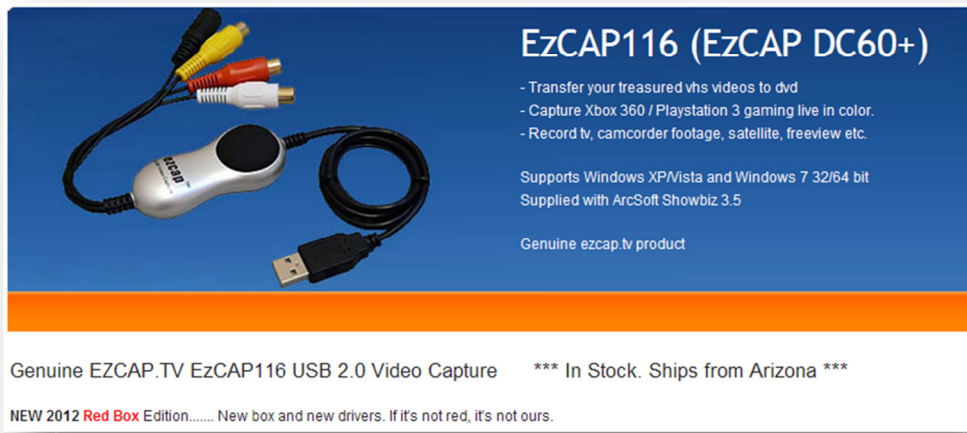 EzCAP116 (EzCAP DC60+)
- Transfer your treasured vhs videos to dvd
- Capture Xbox 360 / Playstation 3 gaming live in color.
- Record tv, camcorder footage, satellite, freeview etc.
Supports Windows XP/Vista and Windows 7 32/64 bit
Supplied with ArcSoft Showbiz 3.5
Genuine ezcap.tv product
ezcap
Genuine EZCAP.TV EzCAP116 USB 2.0 Video Capture *** In Stock. Ships from Arizona ***
NEW 2012 Red Box Edition....... New box and new drivers. If it's not red, it's not ours.